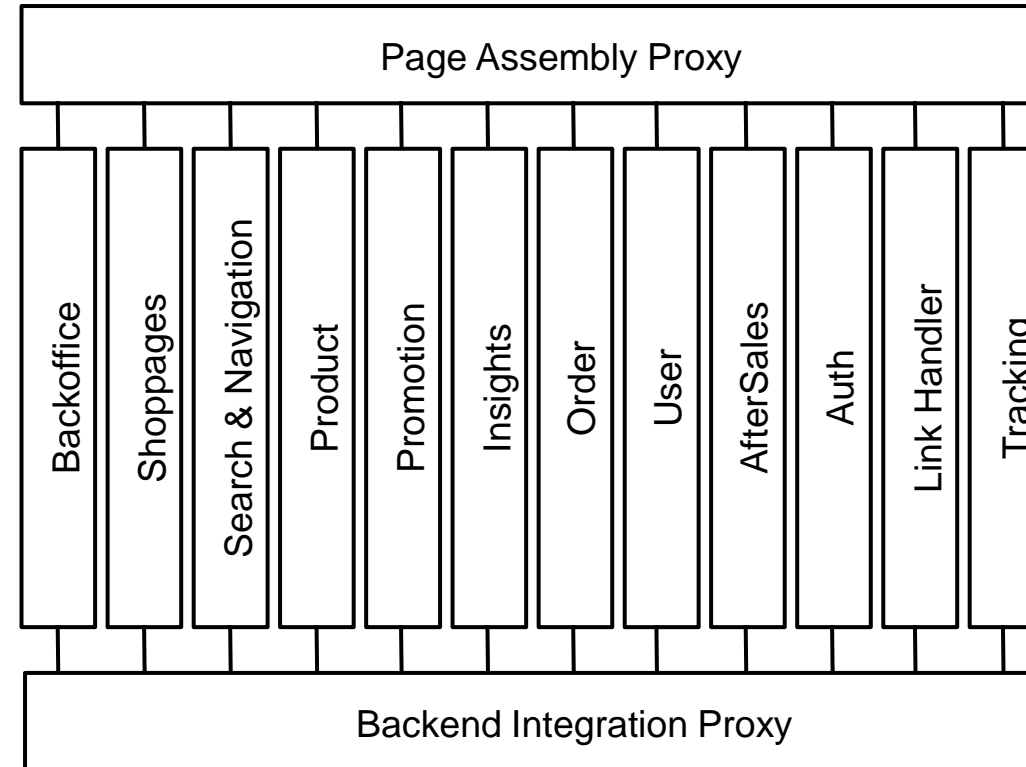 Page Assembly Proxy
Backoffice
Shoppages
Search & Navigation
Product
Promotion
Insights
Order
User
AfterSales
Auth
Link Handler
Tracking
Backend Integration Proxy